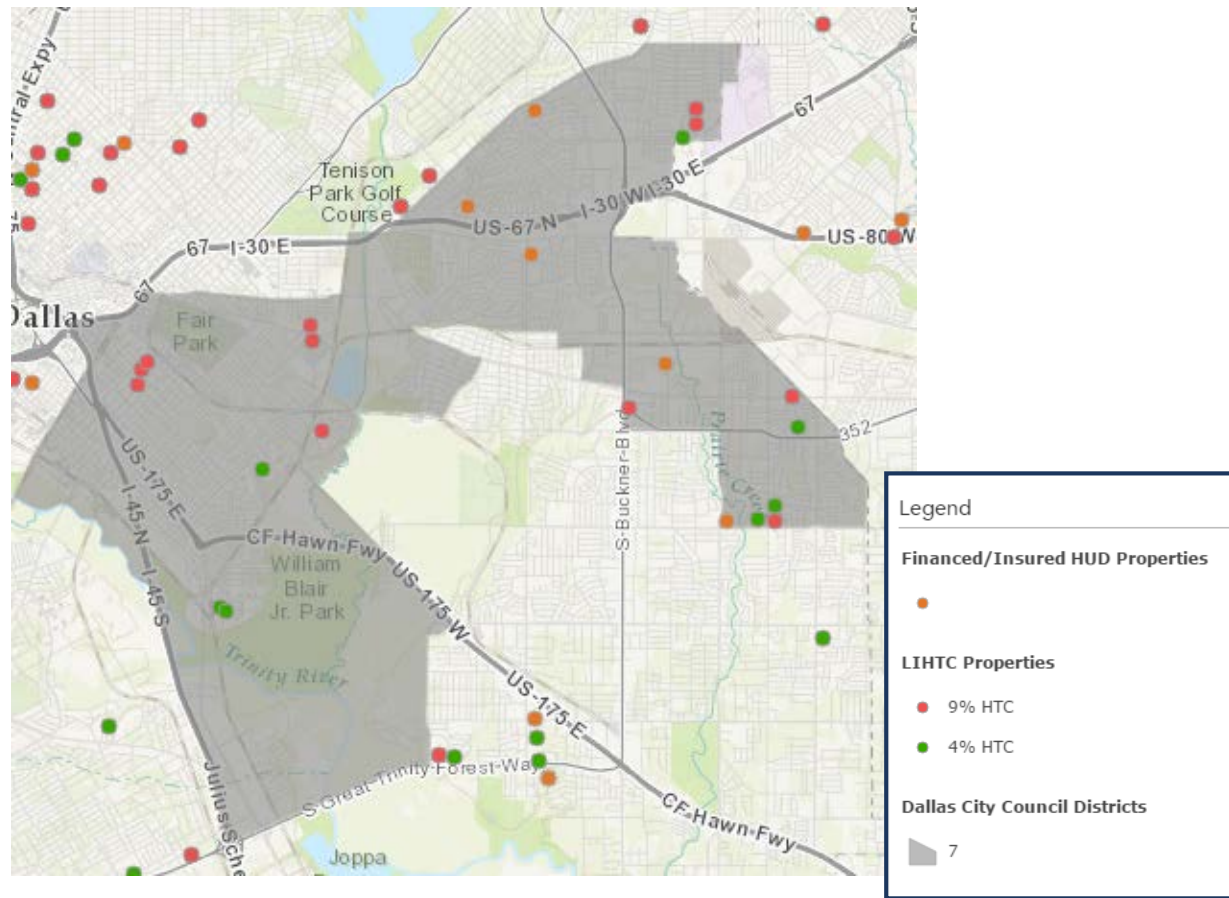 Central-Expy
67
Tenison
Park Golf
Course
US-67-N
I-30-W
I-30-E
US-80-W
67
I-30-E
67
Dallas
Fair
Park
75
352
Prairie Creek
S-Buckner-Blvd
US-175-E
I-45-N
I-45-S
CF-Hawn-Fwy
US-175-W
William
Blair
Jr. Park
Trinity River
US-175-E
S Great-Trinity-Forest-Way
CF-Hawn-Fwy
Joppa
Legend
Financed/Insured HUD Properties
LIHTC Properties
9% HTC
4% HTC
Dallas City Council Districts
7